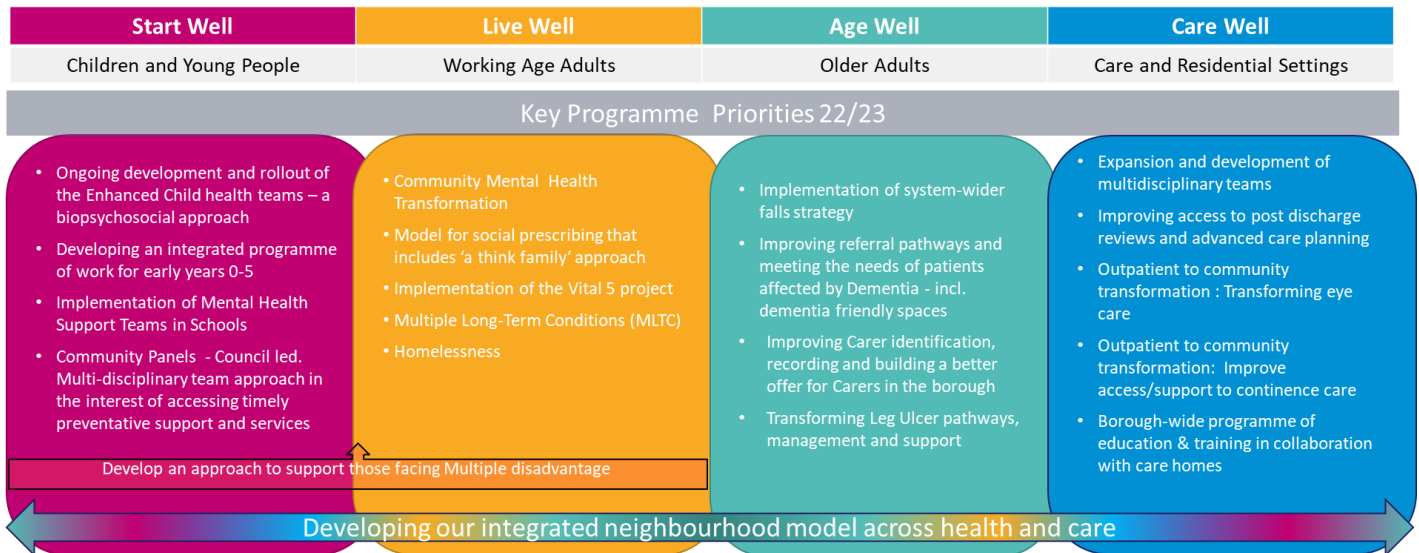 Start Well
Live Well
Age Well
Care Well
Children and Young People
Working Age Adults
Older Adults
Care and Residential Settings
Key Programme Priorities 22/23
• Ongoing development and rollout of
the Enhanced Child health teams – a
biopsychosocial approach
• Developing an integrated programme
of work for early years 0-5
• Implementation of Mental Health
Support Teams in Schools
• Community Panels - Council led.
Multi-disciplinary team approach in
the interest of accessing timely
preventative support and services
• Community Mental Health
Transformation
• Model for social prescribing that
includes ‘a think family’ approach
• Implementation of the Vital 5 project
• Multiple Long-Term Conditions (MLTC)
• Homelessness
• Implementation of system-wider
falls strategy
• Improving referral pathways and
meeting the needs of patients
affected by Dementia - incl.
dementia friendly spaces
• Improving Carer identification,
recording and building a better
offer for Carers in the borough
• Transforming Leg Ulcer pathways,
management and support
• Expansion and development of
multidisciplinary teams
• Improving access to post discharge
reviews and advanced care planning
• Outpatient to community
transformation : Transforming eye
care
• Outpatient to community
transformation: Improve
access/support to continence care
• Borough-wide programme of
education & training in collaboration
with care homes
Develop an approach to support those facing Multiple disadvantage
Developing our integrated neighbourhood model across health and care